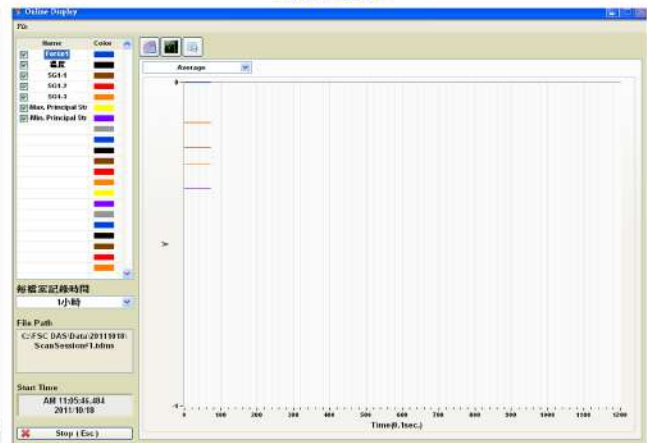 Online Display
File
Name Color
Force1
溫度
SG1-1
SG1-2
SG1-3
Max. Principal Str
Min. Principal Str
Average
0
Y
-1
0 100 200 300 400 500 600 700 800 900 1000 1100 1200
Time(0.1sec.)
每檔案記錄時間
1小時
File Path
C:\FSC DAS\Data\20111018\
ScanSession#1.tdms
Start Time
AM 11:05:46.484
2011/10/18
Stop ( Esc )